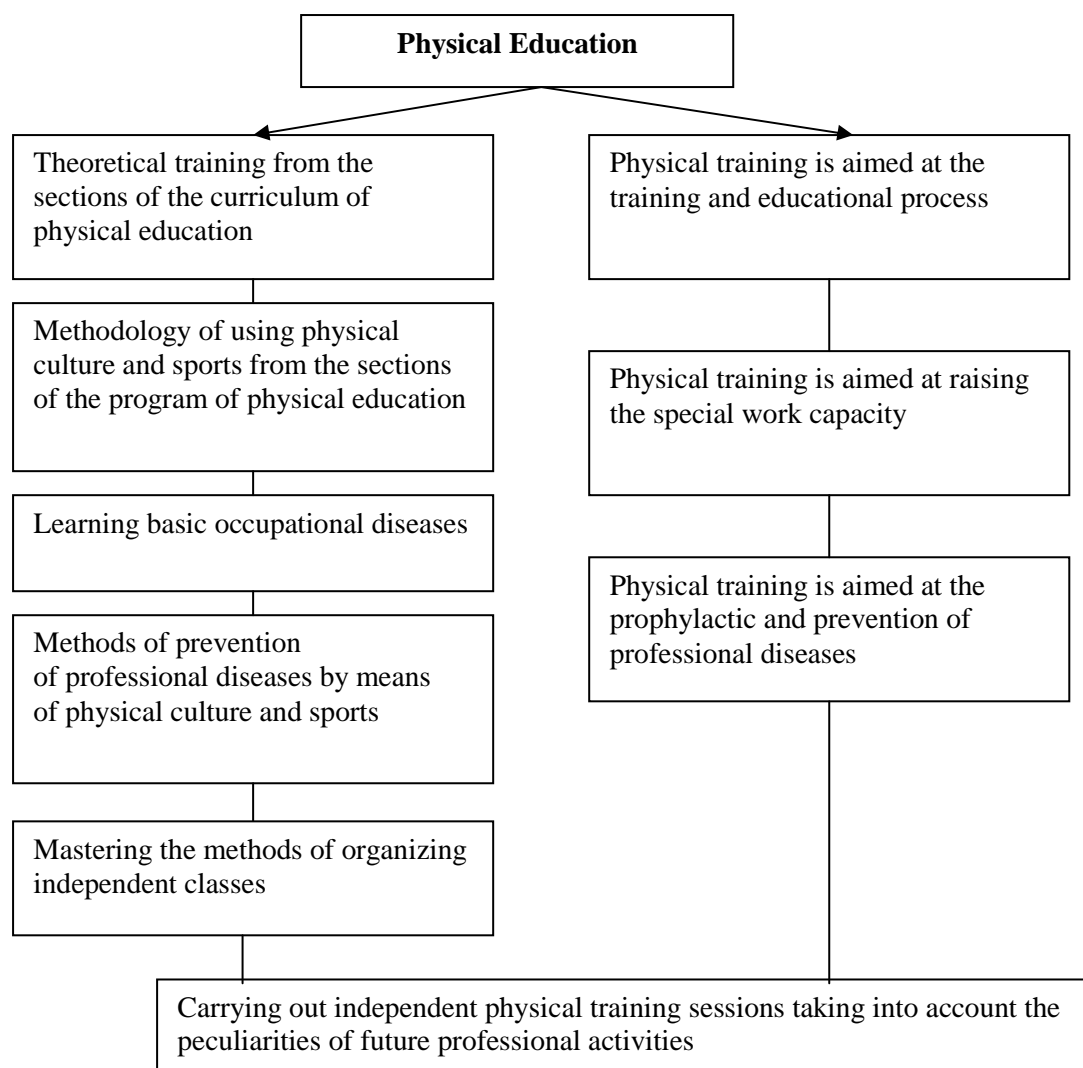 Physical Education
Theoretical training from the
sections of the curriculum of
physical education
Methodology of using physical
culture and sports from the sections
of the program of physical education
Learning basic occupational diseases
Methods of prevention
of professional diseases by means
of physical culture and sports
Mastering the methods of organizing
independent classes
Physical training is aimed at the
training and educational process
Physical training is aimed at raising
the special work capacity
Physical training is aimed at the
prophylactic and prevention of
professional diseases
Carrying out independent physical training sessions taking into account the
peculiarities of future professional activities